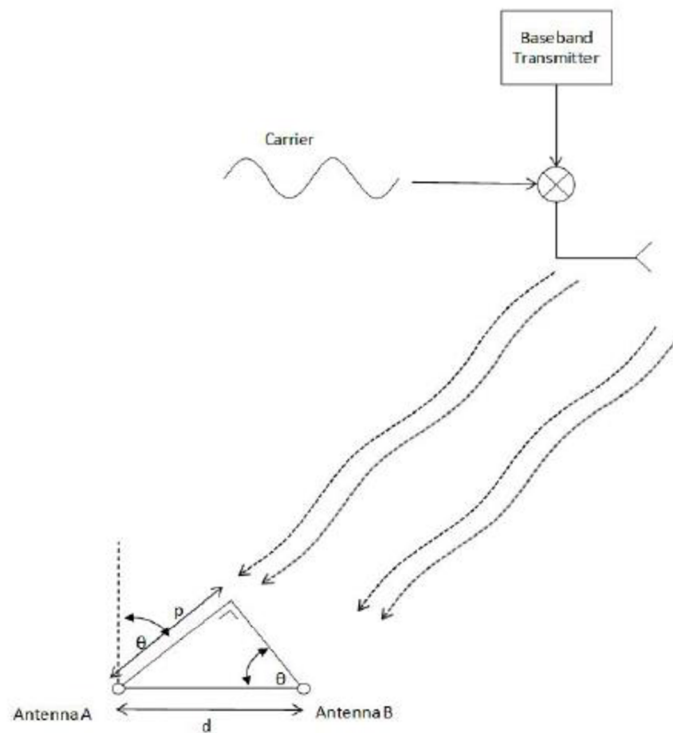 Baseband
Transmitter
Carrier
p
θ
θ
Antenna A
Antenna B
d